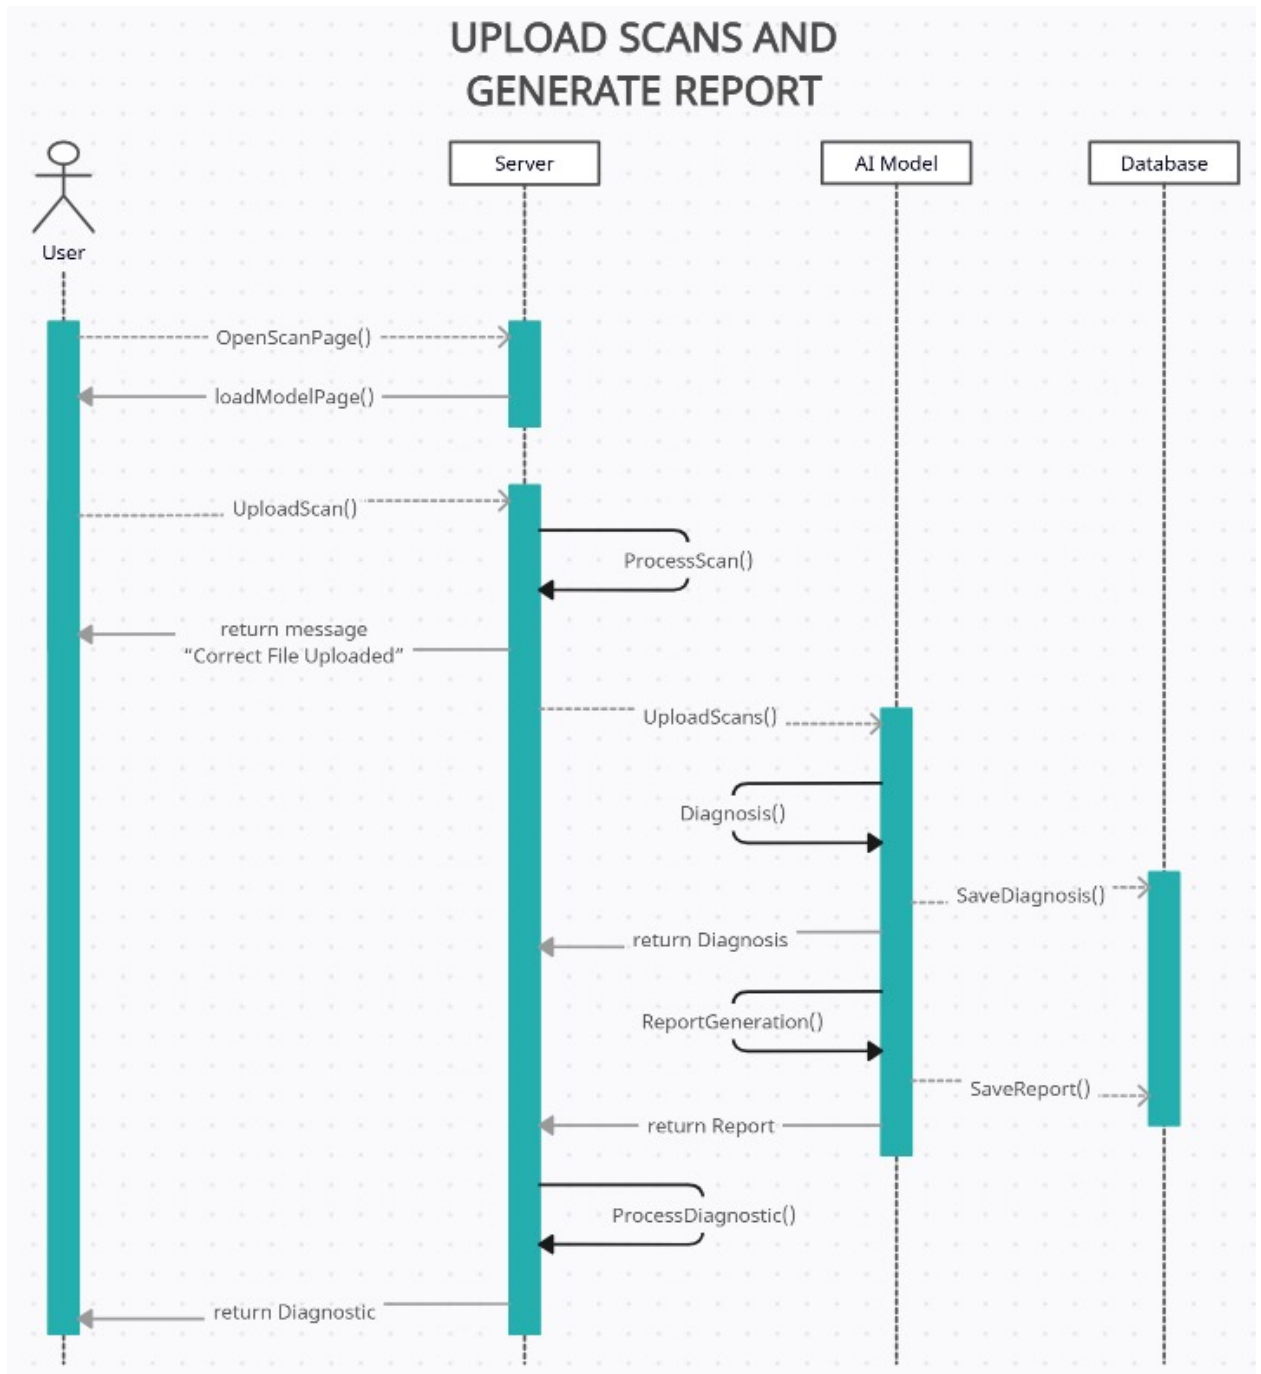 UPLOAD SCANS AND
GENERATE REPORT
Server
AI Model
Database
User
OpenScanPage()
loadModelPage()
UploadScan()
ProcessScan()
return message
“Correct File Uploaded”
UploadScans()
Diagnosis()
SaveDiagnosis()
return Diagnosis
ReportGeneration()
SaveReport()
return Report
ProcessDiagnostic()
return Diagnostic